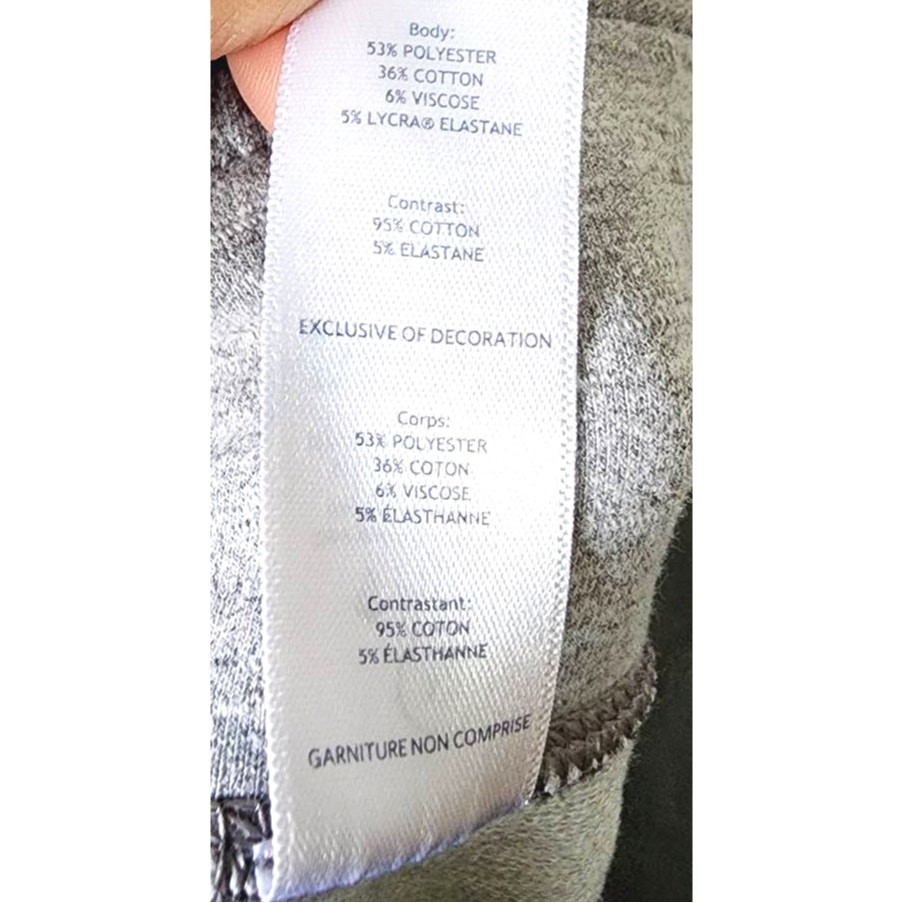 Body:
53% POLYESTER
36% COTTON
6% VISCOSE
5% LYCRA® ELASTANE
Contrast:
95% COTTON
5% ELASTANE
EXCLUSIVE OF DECORATION
Corps:
53% POLYESTER
36% COTON
6% VISCOSE
5% ÉLASTHANNE
Contrastant:
95% COTON
5% ÉLASTHANNE
GARNITURE NON COMPRISE